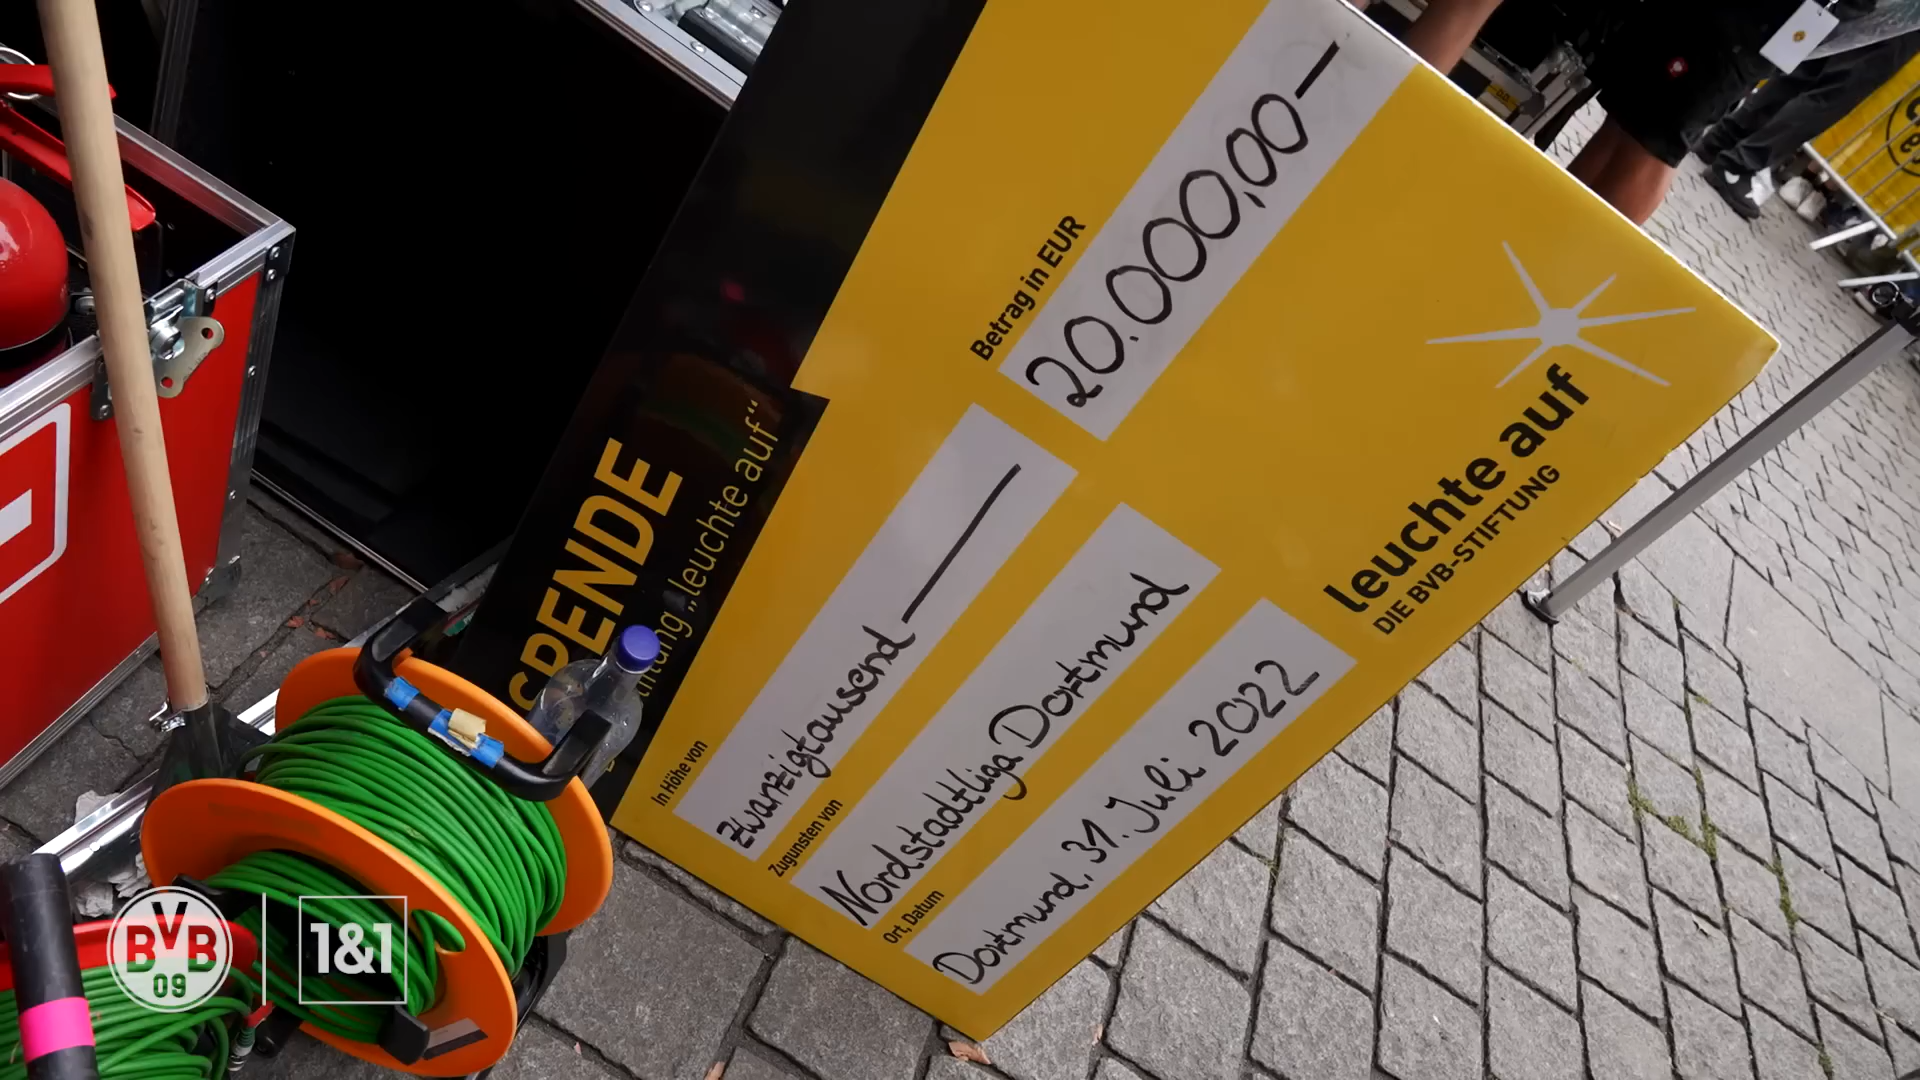 SPENDE
„leuchte auf“
Betrag in EUR
20.000,00 —
In Höhe von
zwanzigtausend —
Zugunsten von
Nordstadtliga Dortmund
Ort, Datum
Dortmund, 31. Juli 2022
leuchte auf
DIE BVB-STIFTUNG
BVB
09
1&1